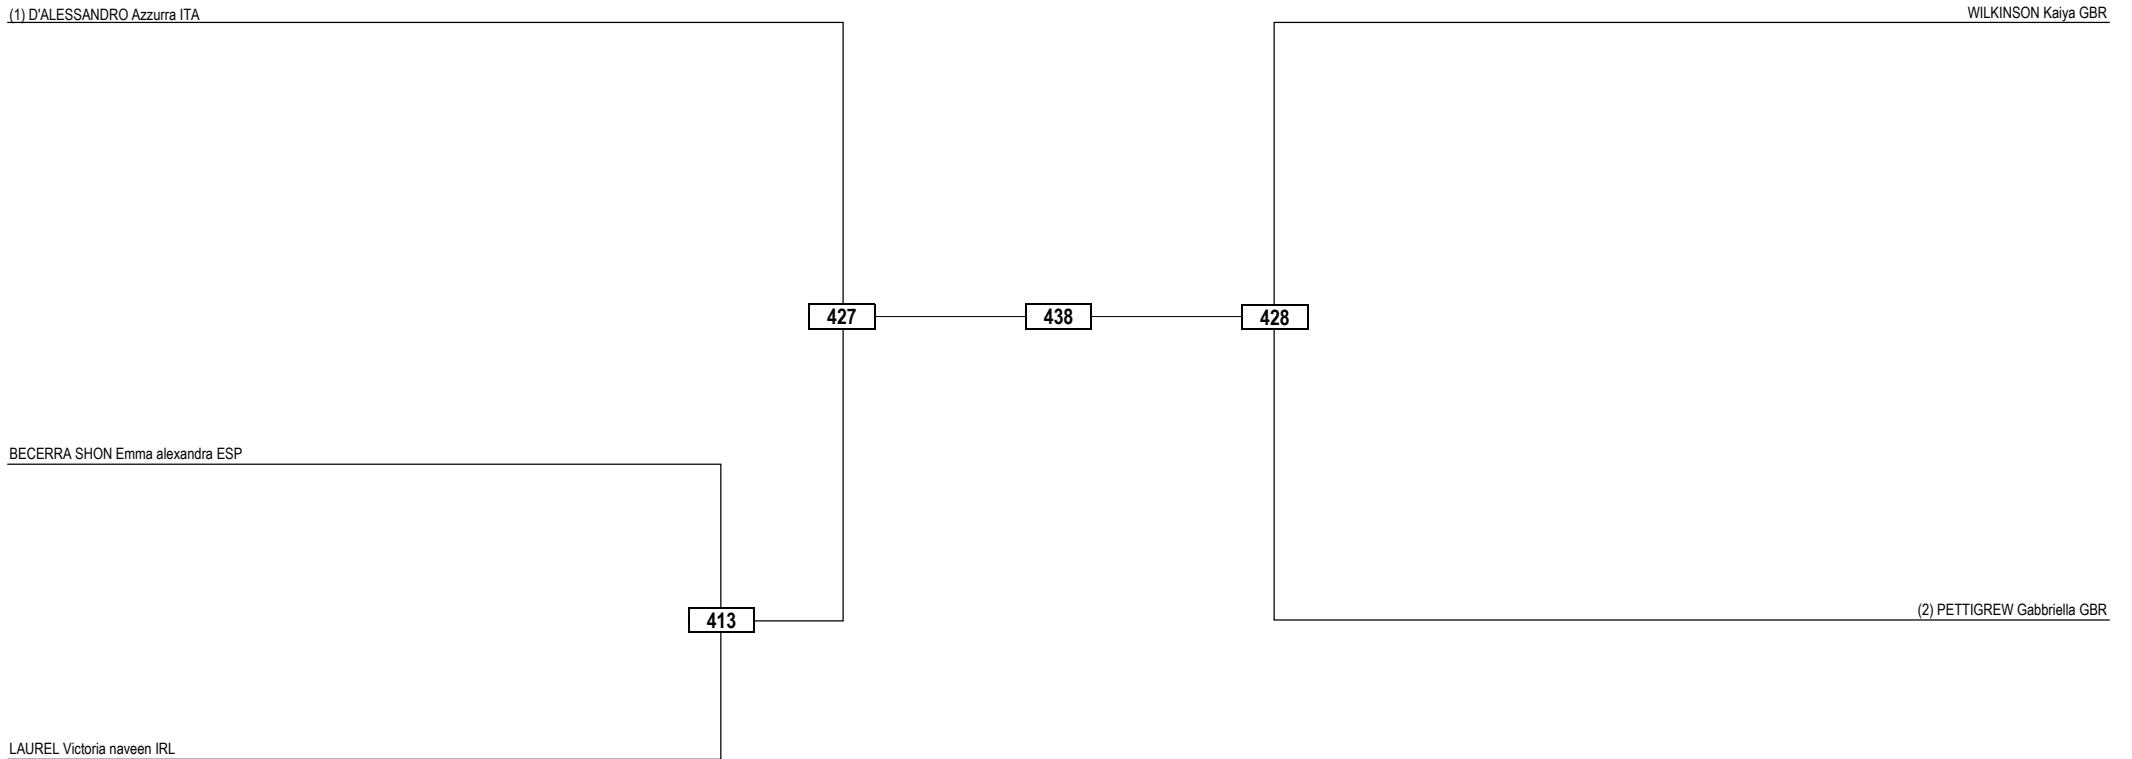 (1) D'ALESSANDRO Azzurra ITA
WILKINSON Kaiya GBR
427
438
428
BECERRA SHON Emma alexandra ESP
(2) PETTIGREW Gabbriella GBR
413
LAUREL Victoria naveen IRL